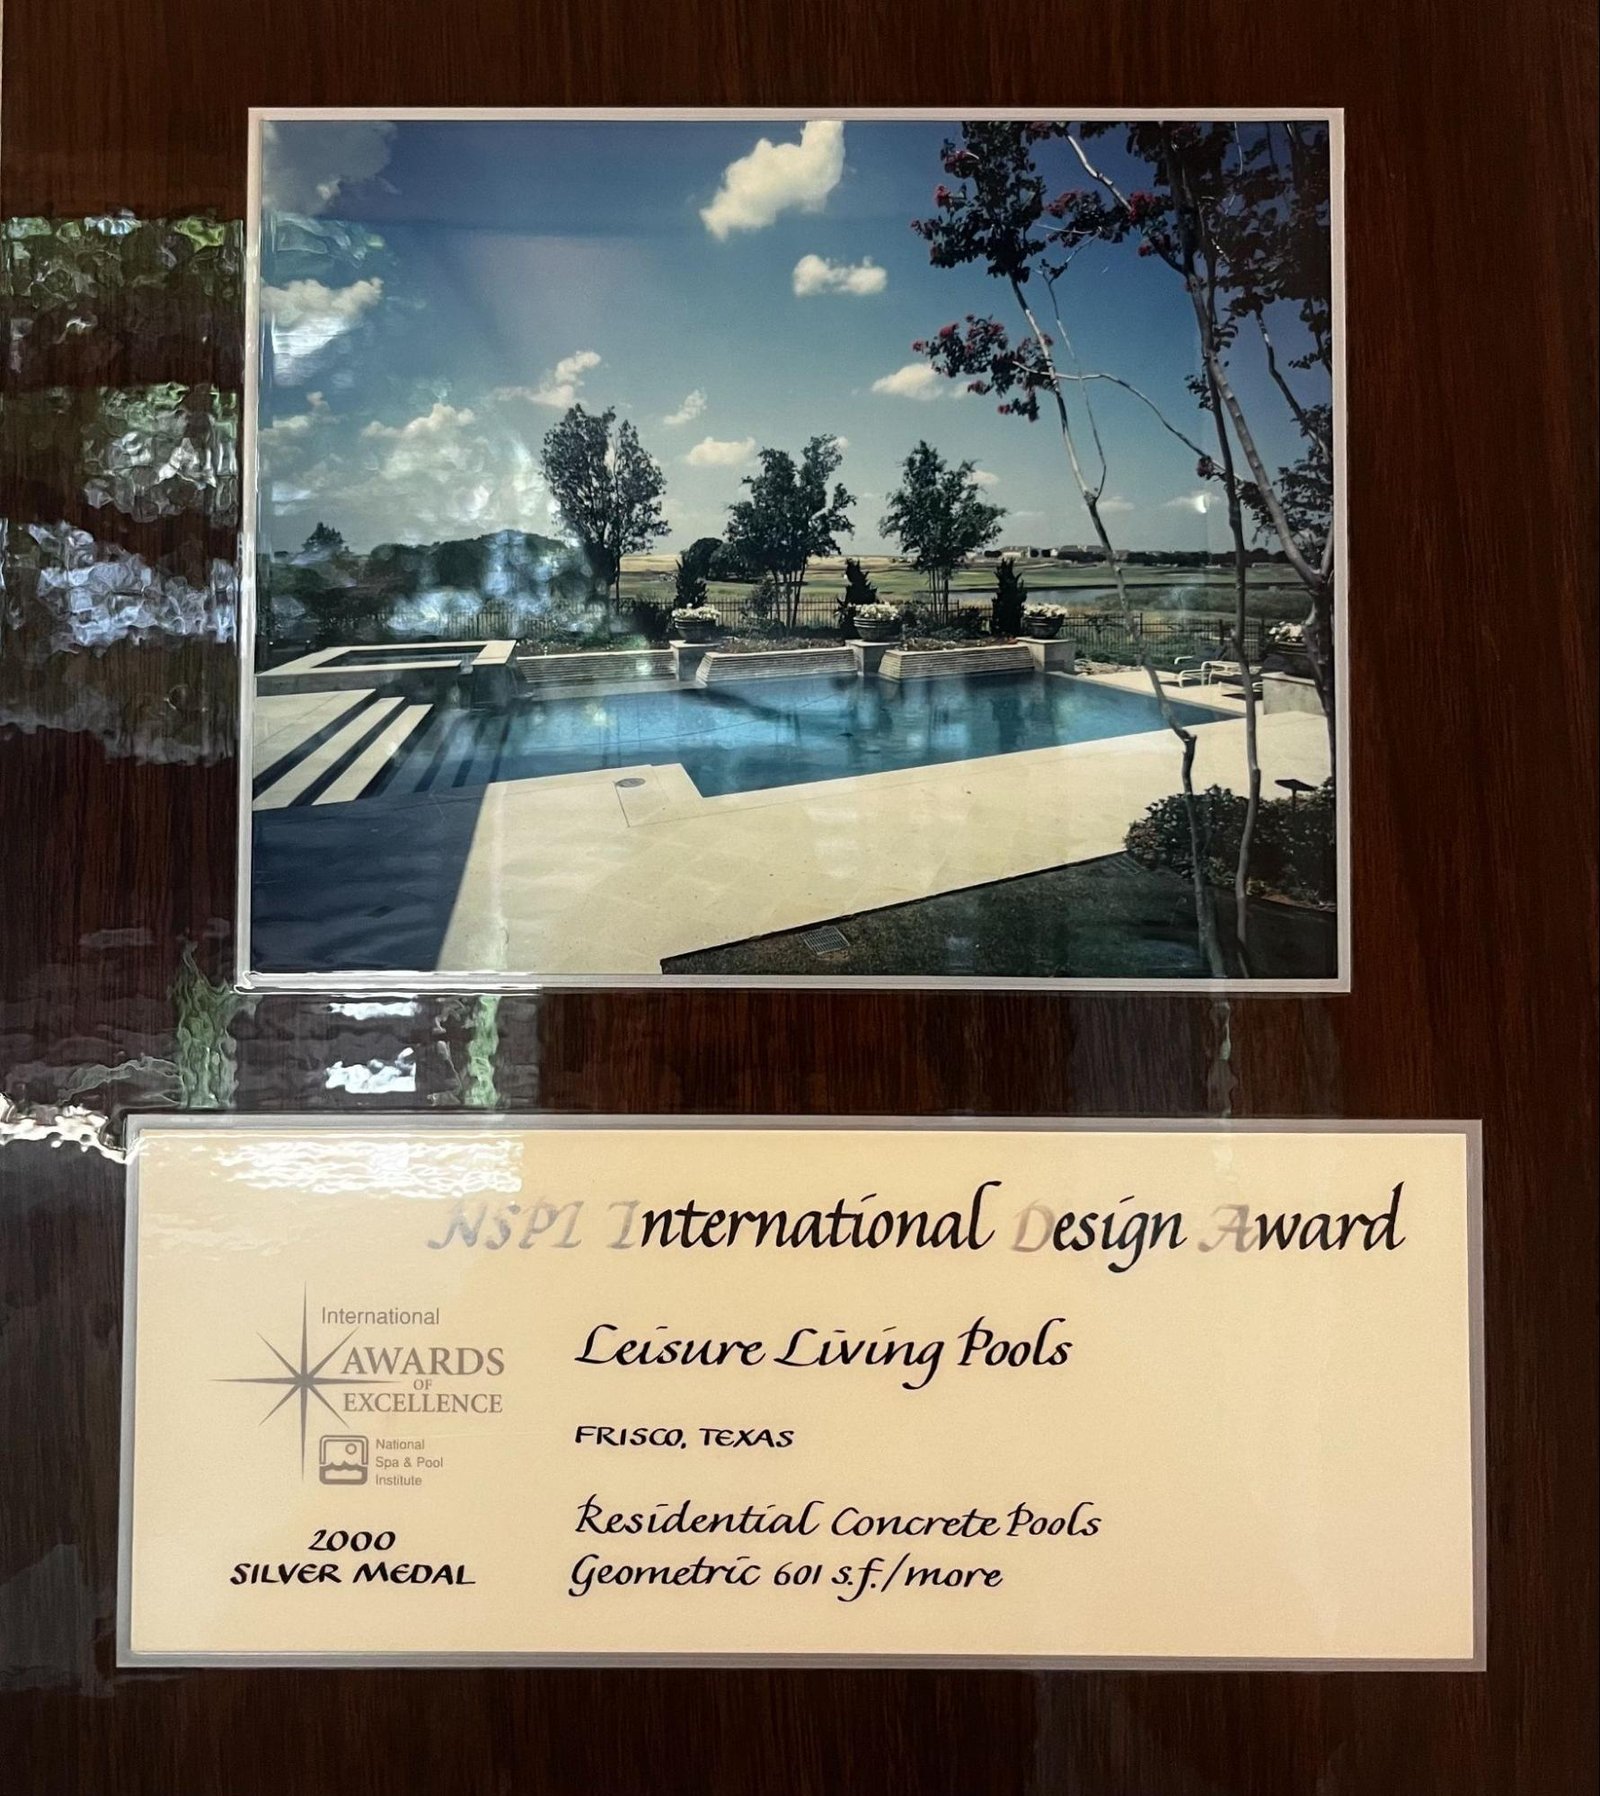 NSPI International Design Award
International
AWARDS
OF
EXCELLENCE
National
Spa & Pool
Institute
2000
SILVER MEDAL
Leisure Living Pools
FRISCO, TEXAS
Residential Concrete Pools
Geometric 601 s.f./more